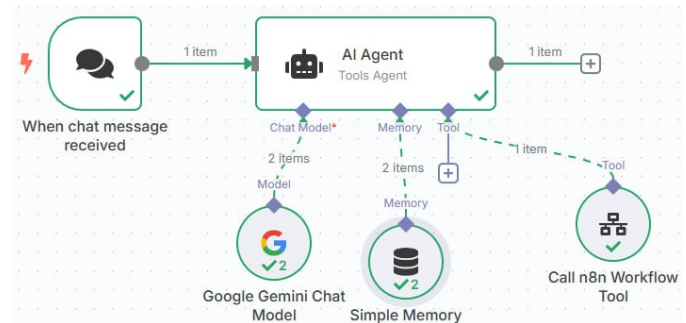 1 item
AI Agent
Tools Agent
1 item
When chat message
received
Chat Model*
Memory
Tool
2 items
2 items
1 item
Model
Memory
Tool
2
2
Google Gemini Chat
Model
Simple Memory
Call n8n Workflow
Tool